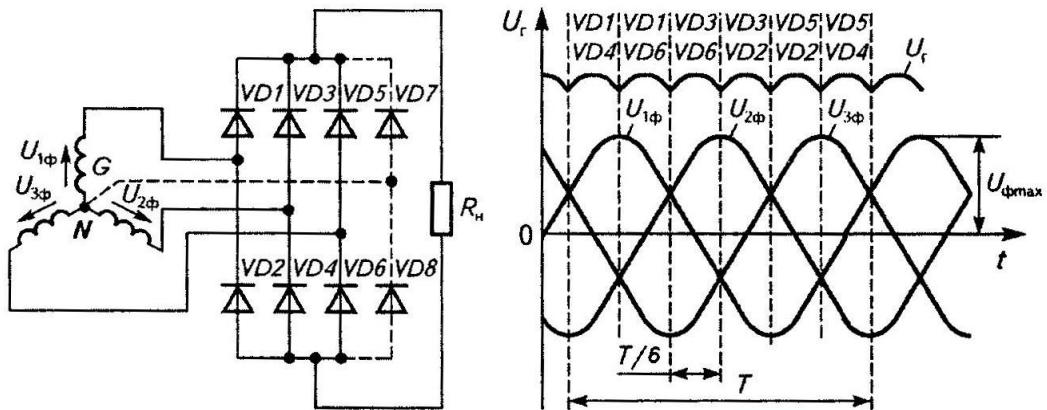 VD1 VD3 VD5 VD7
U₁ф G
U₃ф U₂ф
N
Rн
VD2 VD4 VD6 VD8
Uг VD1 VD1 VD3 VD3 VD5 VD5
VD4 VD6 VD6 VD2 VD2 VD4
Uг
U₁ф U₂ф U₃ф
Uфmax
0
t
T/6
T